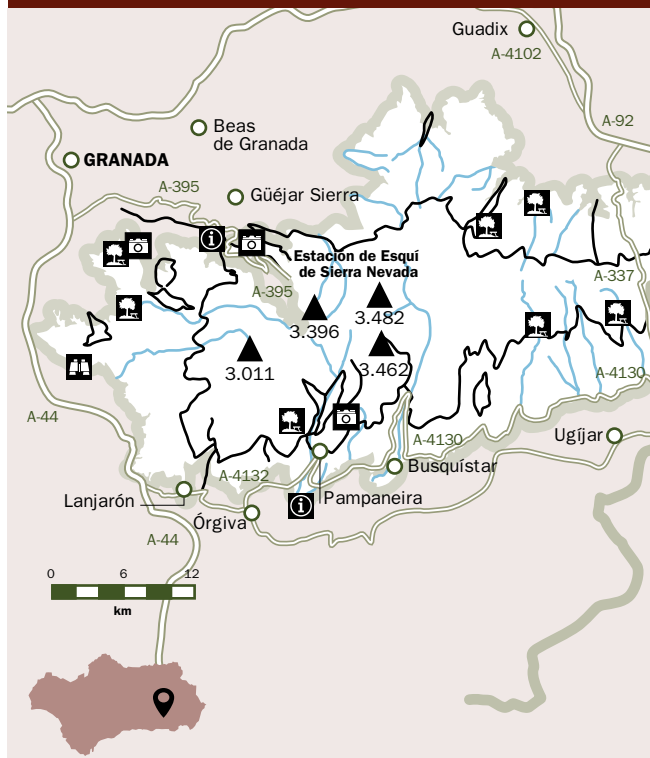 Guadix
A-4102
A-92
Beas
de Granada
GRANADA
A-395
Güéjar Sierra
i
Estación de Esquí
de Sierra Nevada
A-395
A-337
3.482
3.396
3.011
3.462
A-4130
A-44
A-4130
Ugíjar
A-4132
Busquístar
Lanjarón
Pampaneira
i
Órgiva
A-44
0 6 12
km